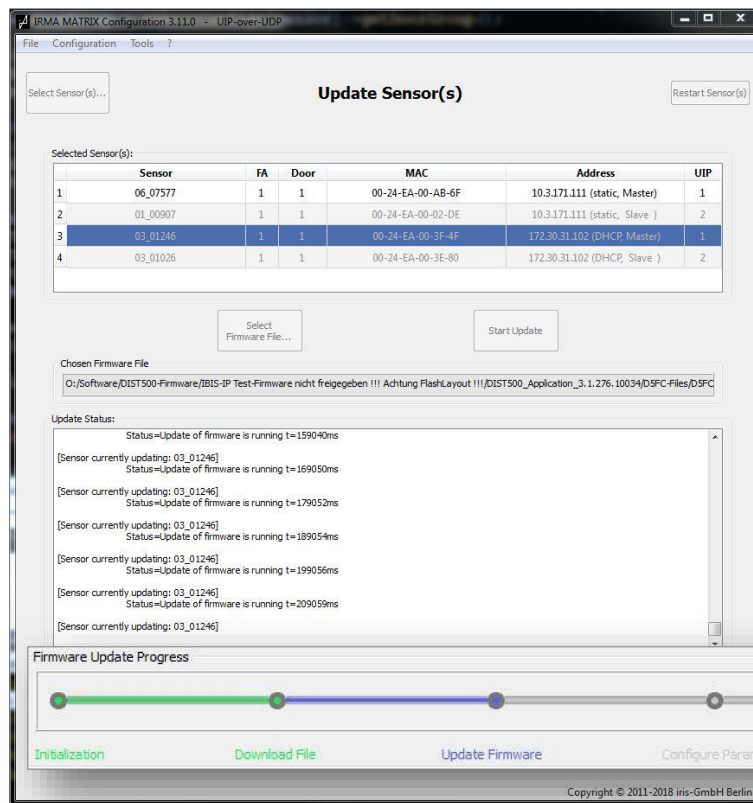 IRMA MATRIX Configuration 3.11.0 - UIP-over-UDP
File Configuration Tools ?
Select Sensor(s)...
Update Sensor(s)
Restart Sensor(s)
Selected Sensor(s):
Sensor FA Door MAC Address UIP
1 06_07577 1 1 00-24-EA-00-AB-6F 10.3.171.111 (static, Master) 1
2 01_00907 1 1 00-24-EA-00-02-DE 10.3.171.111 (static, Slave ) 2
3 03_01246 1 1 00-24-EA-00-3F-4F 172.30.31.102 (DHCP, Master) 1
4 03_01026 1 1 00-24-EA-00-3E-80 172.30.31.102 (DHCP, Slave ) 2
Select
Firmware File...
Start Update
Chosen Firmware File
O:/Software/DIST500-Firmware/IBIS-IP Test-Firmware nicht freigegeben !!! Achtung FlashLayout !!!/DIST500_Application_3.1.276.10034/D5FC-Files/D5FC
Update Status:
Status=Update of firmware is running t=159040ms
[Sensor currently updating: 03_01246]
Status=Update of firmware is running t=169050ms
[Sensor currently updating: 03_01246]
Status=Update of firmware is running t=179052ms
[Sensor currently updating: 03_01246]
Status=Update of firmware is running t=189054ms
[Sensor currently updating: 03_01246]
Status=Update of firmware is running t=199056ms
[Sensor currently updating: 03_01246]
Status=Update of firmware is running t=209059ms
[Sensor currently updating: 03_01246]
Firmware Update Progress
Initialization
Download File
Update Firmware
Configure Param
Copyright © 2011-2018 iris-GmbH Berlin